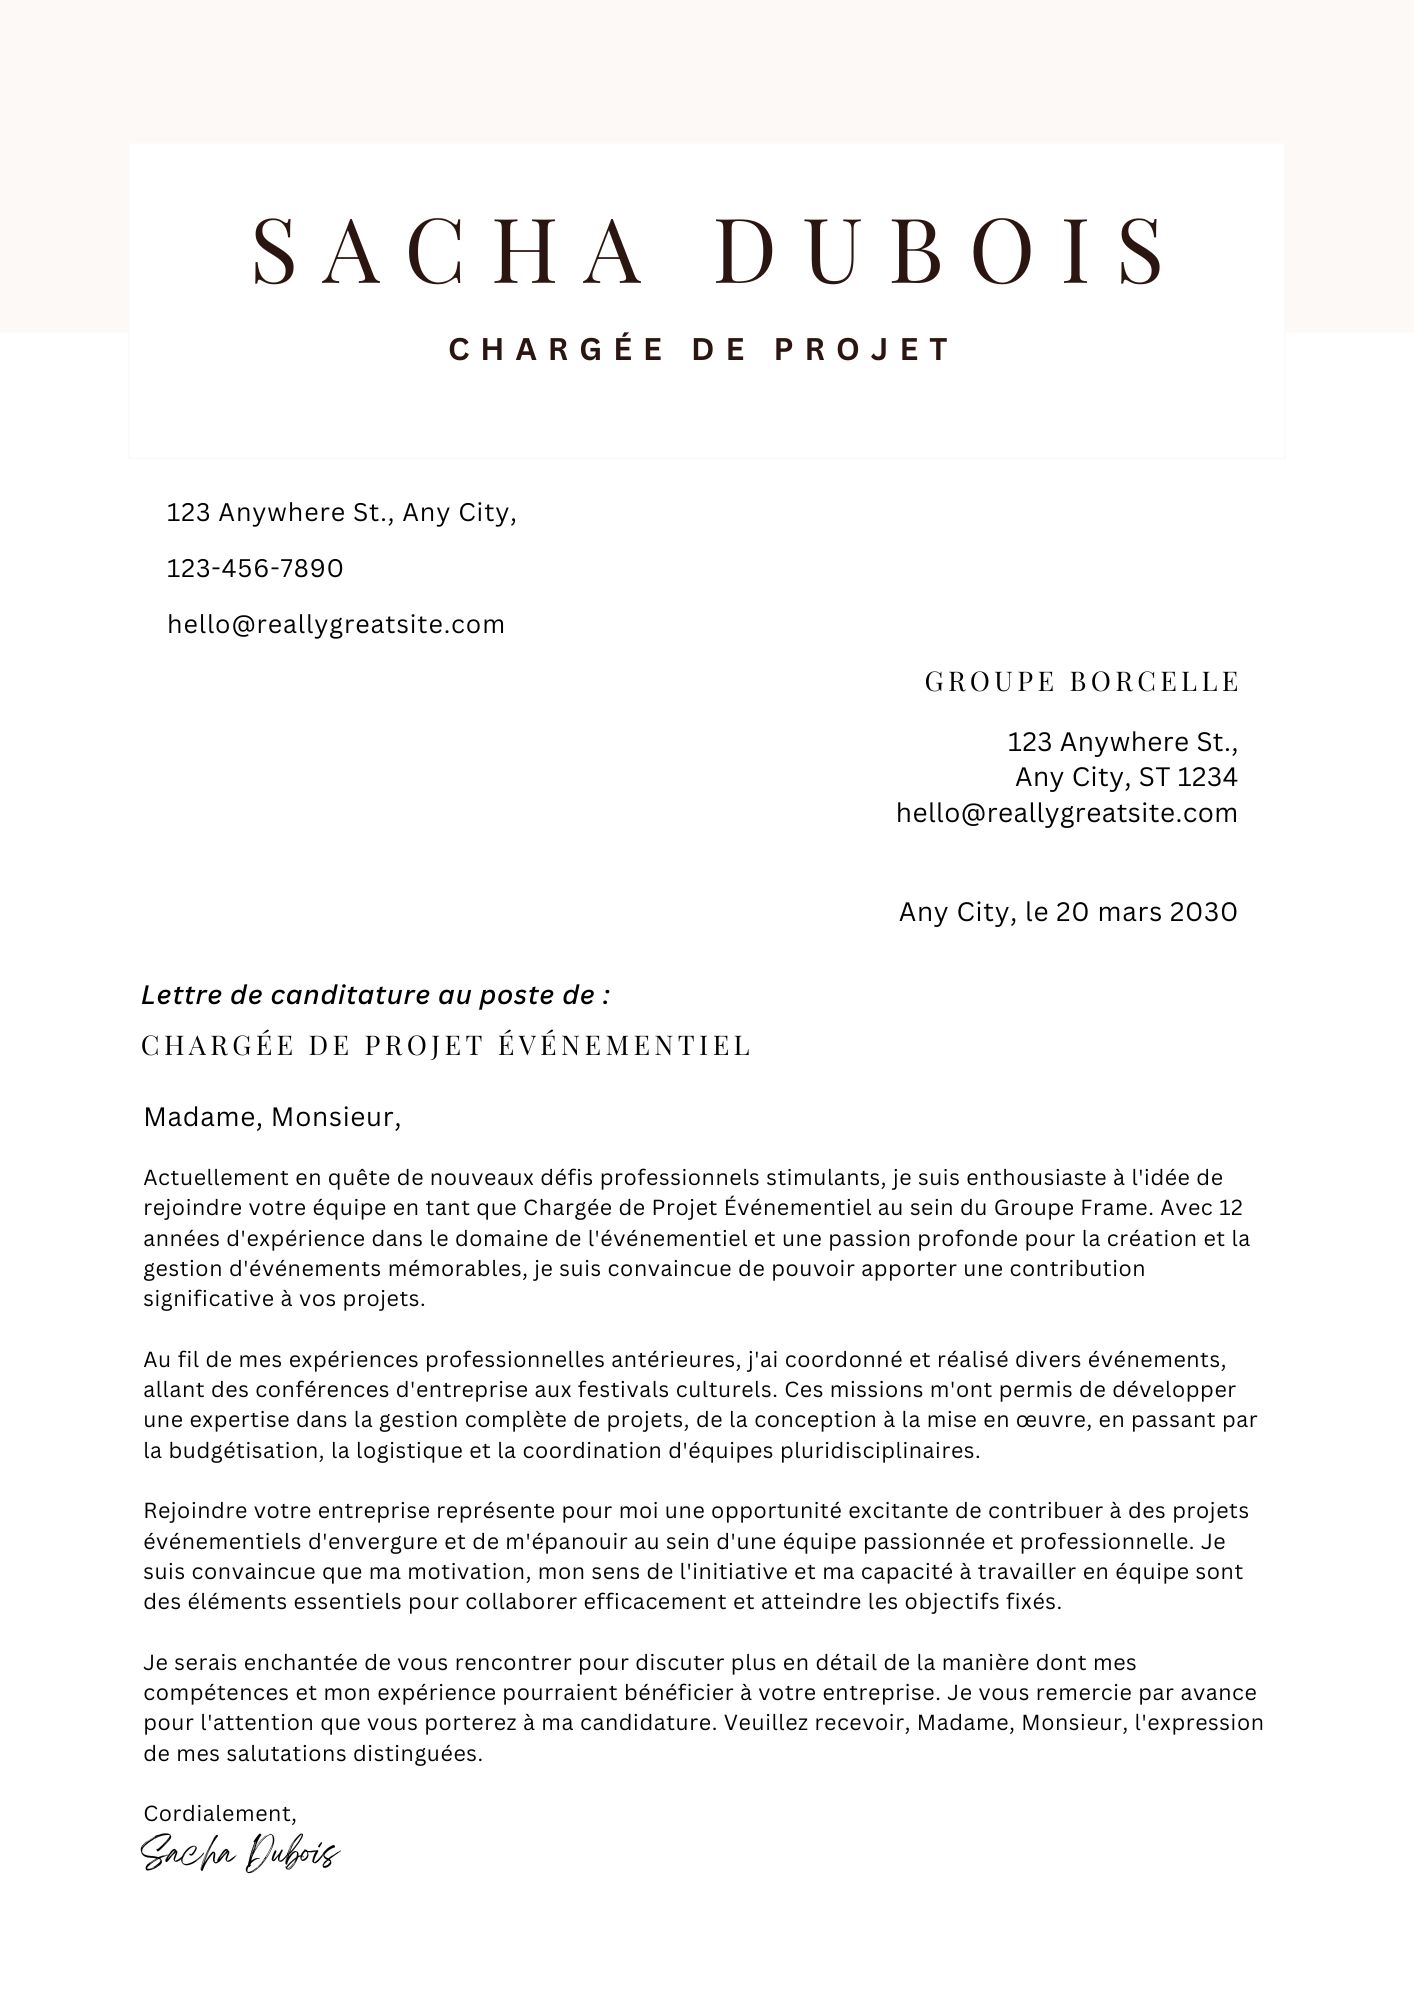 SACHA DUBOIS
CHARGÉE DE PROJET
123 Anywhere St., Any City,
123-456-7890
hello@reallygreatsite.com
GROUPE BORCELLE
123 Anywhere St.,
Any City, ST 1234
hello@reallygreatsite.com
Any City, le 20 mars 2030
Lettre de canditature au poste de :
CHARGÉE DE PROJET ÉVÉNEMENTIEL
Madame, Monsieur,
Actuellement en quête de nouveaux défis professionnels stimulants, je suis enthousiaste à l'idée de
rejoindre votre équipe en tant que Chargée de Projet Événementiel au sein du Groupe Frame. Avec 12
années d'expérience dans le domaine de l'événementiel et une passion profonde pour la création et la
gestion d'événements mémorables, je suis convaincue de pouvoir apporter une contribution
significative à vos projets.
Au fil de mes expériences professionnelles antérieures, j'ai coordonné et réalisé divers événements,
allant des conférences d'entreprise aux festivals culturels. Ces missions m'ont permis de développer
une expertise dans la gestion complète de projets, de la conception à la mise en œuvre, en passant par
la budgétisation, la logistique et la coordination d'équipes pluridisciplinaires.
Rejoindre votre entreprise représente pour moi une opportunité excitante de contribuer à des projets
événementiels d'envergure et de m'épanouir au sein d'une équipe passionnée et professionnelle. Je
suis convaincue que ma motivation, mon sens de l'initiative et ma capacité à travailler en équipe sont
des éléments essentiels pour collaborer efficacement et atteindre les objectifs fixés.
Je serais enchantée de vous rencontrer pour discuter plus en détail de la manière dont mes
compétences et mon expérience pourraient bénéficier à votre entreprise. Je vous remercie par avance
pour l'attention que vous porterez à ma candidature. Veuillez recevoir, Madame, Monsieur, l'expression
de mes salutations distinguées.
Cordialement,
Sacha Dubois